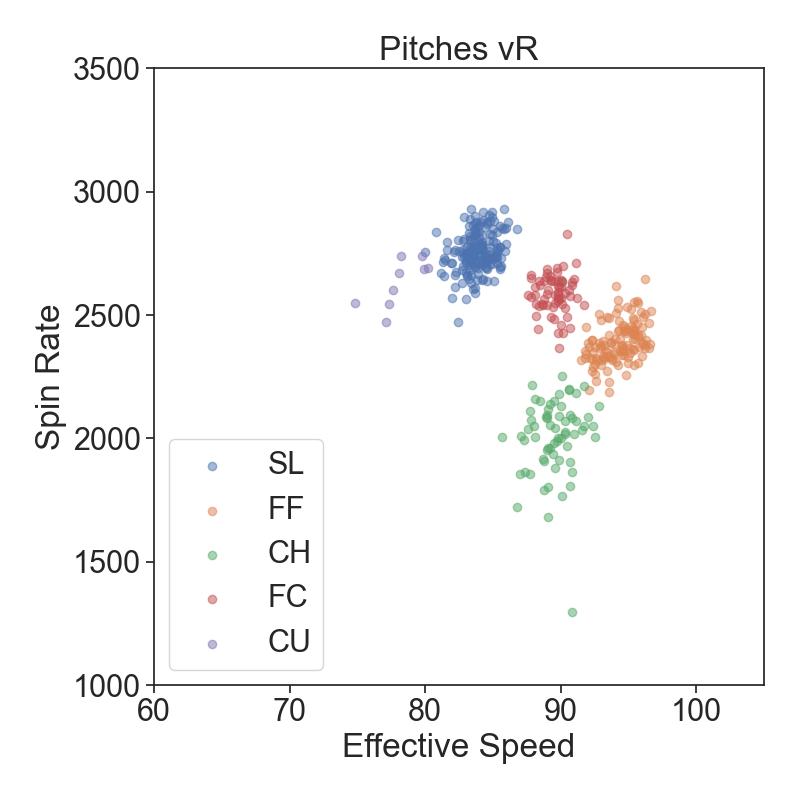 Pitches vR
Spin Rate
3500
3000
2500
2000
1500
1000
SL
FF
CH
FC
CU
60 70 80 90 100
Effective Speed